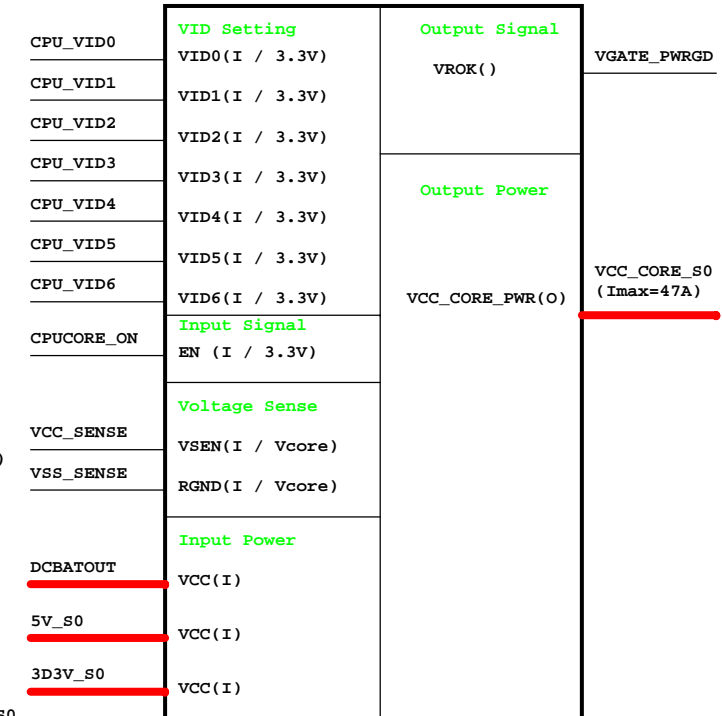 CPU_VID0
CPU_VID1
CPU_VID2
CPU_VID3
CPU_VID4
CPU_VID5
CPU_VID6
CPUCORE_ON
VCC_SENSE
)
VSS_SENSE
DCBATOUT
5V_S0
3D3V_S0
S0
VID Setting
VID0(I / 3.3V)
VID1(I / 3.3V)
VID2(I / 3.3V)
VID3(I / 3.3V)
VID4(I / 3.3V)
VID5(I / 3.3V)
VID6(I / 3.3V)
Input Signal
EN (I / 3.3V)
Voltage Sense
VSEN(I / Vcore)
RGND(I / Vcore)
Input Power
VCC(I)
VCC(I)
VCC(I)
Output Signal
VROK()
Output Power
VCC_CORE_PWR(O)
VGATE_PWRGD
VCC_CORE_S0
(Imax=47A)